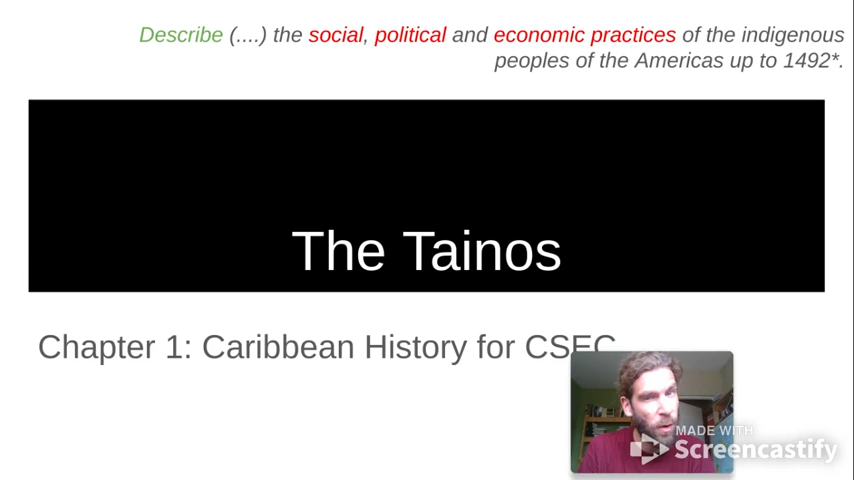 Describe (....) the social, political and economic practices of the indigenous
peoples of the Americas up to 1492*.
The Tainos
Chapter 1: Caribbean History for CSEC
MADE WITH
Screencastify